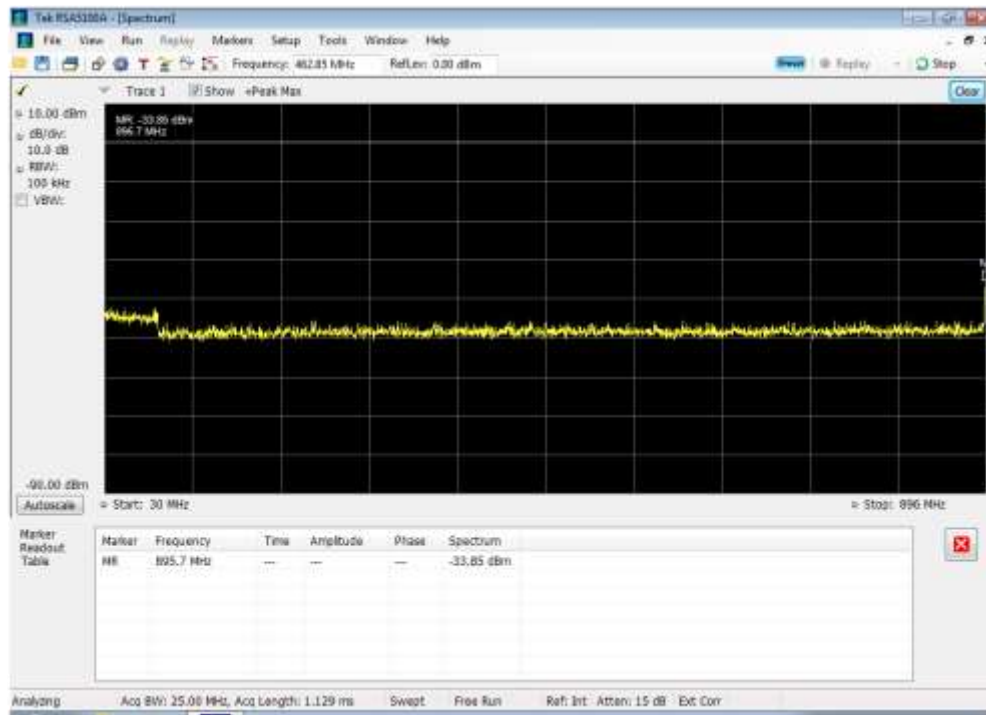 Tek RSA5100A - [Spectrum]
File View Run Replay Markers Setup Tools Window Help
Frequency: 462.85 MHz RefLev: 0.00 dBm Preset Replay Stop
Trace 1 Show +Peak Max Clear
10.00 dBm
dB/div:
10.0 dB
RBW:
100 kHz
VBW:
MR: -33.85 dBm
895.7 MHz
-90.00 dBm
Autoscale Start: 30 MHz Stop: 896 MHz
Marker Readout Table
Marker Frequency Time Amplitude Phase Spectrum
MR 895.7 MHz --- --- --- -33.85 dBm
Analyzing Acq BW: 25.00 MHz, Acq Length: 1.129 ms Swept Free Run Ref: Int Atten: 15 dB Ext Corr